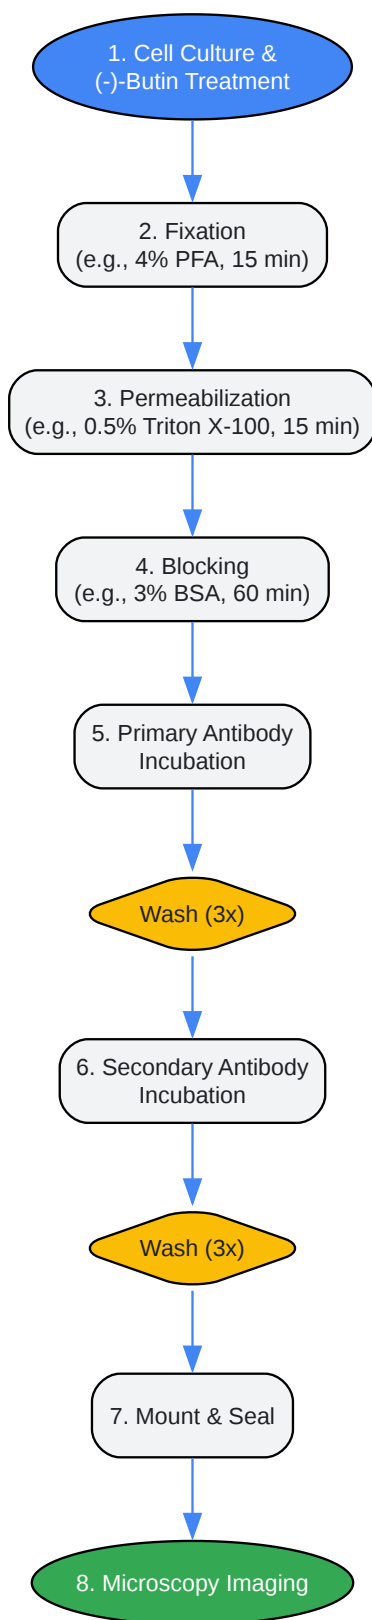 1. Cell Culture &
(-)-Butin Treatment
2. Fixation
(e.g., 4% PFA, 15 min)
3. Permeabilization
(e.g., 0.5% Triton X-100, 15 min)
4. Blocking
(e.g., 3% BSA, 60 min)
5. Primary Antibody
Incubation
Wash (3x)
6. Secondary Antibody
Incubation
Wash (3x)
7. Mount & Seal
8. Microscopy Imaging